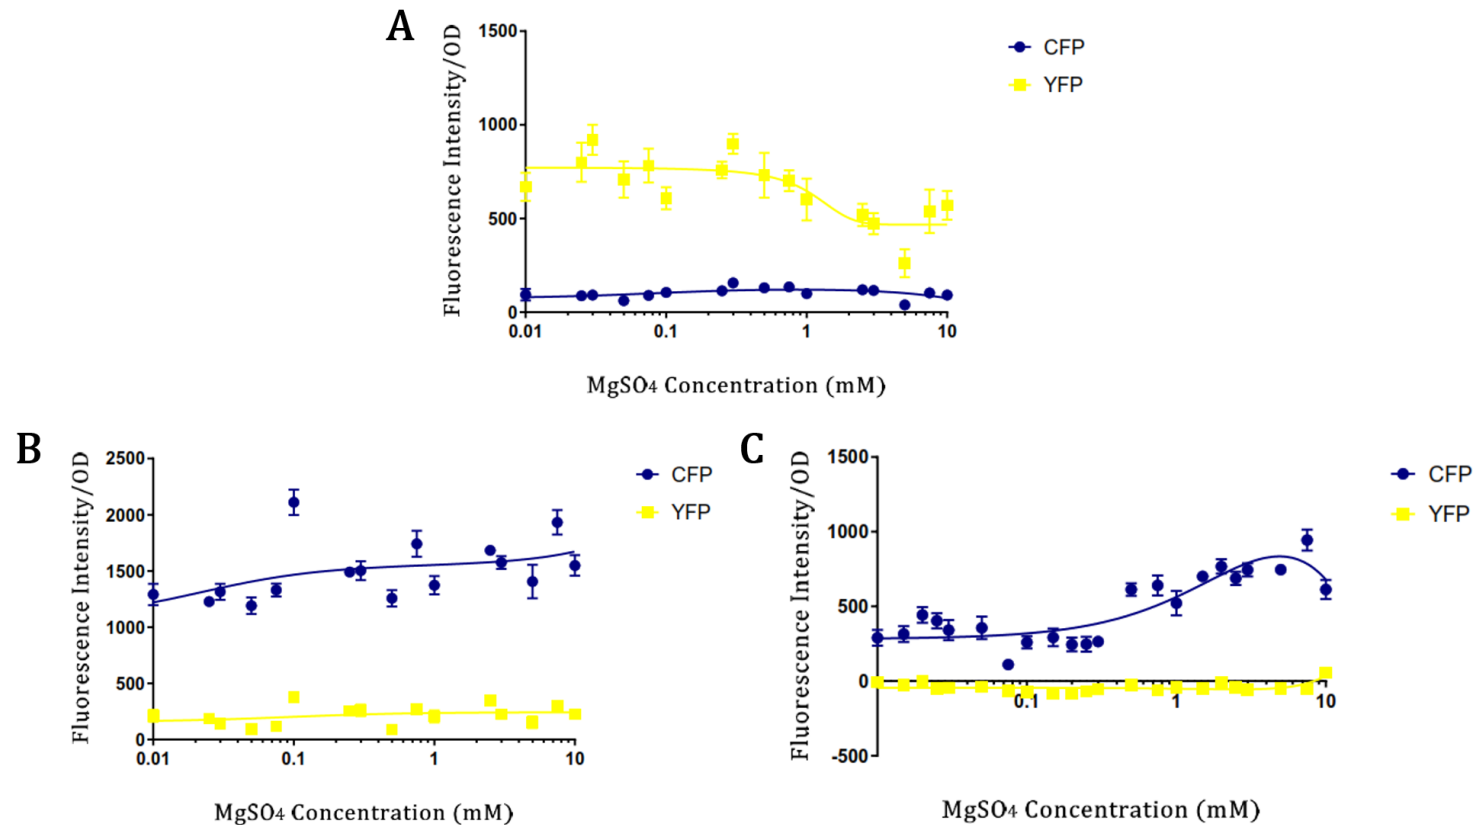 A
Fluorescence Intensity/OD
1500
1000
500
0
0.01 0.1 1 10
MgSO4 Concentration (mM)
CFP
YFP
B
Fluorescence Intensity/OD
2500
2000
1500
1000
500
0
0.01 0.1 1 10
MgSO4 Concentration (mM)
CFP
YFP
C
Fluorescence Intensity/OD
1500
1000
500
0
-500
0.1 1 10
MgSO4 Concentration (mM)
CFP
YFP